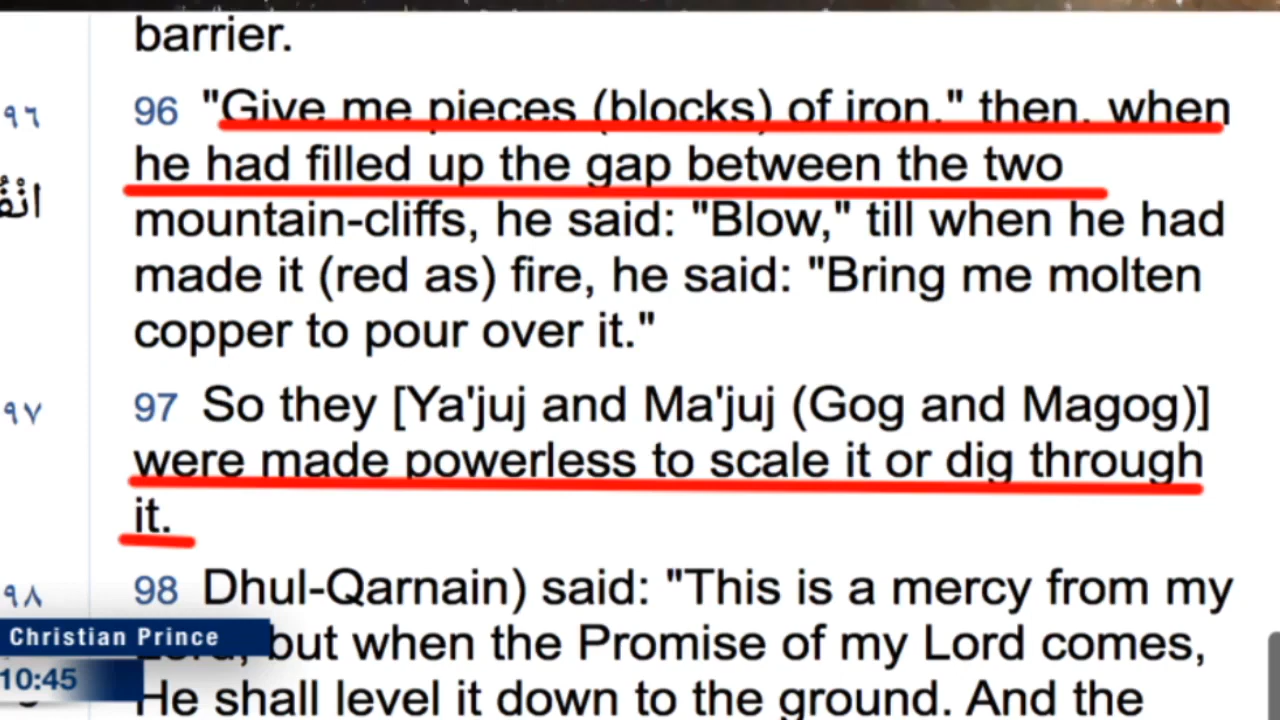 barrier.
٩٦
96 "Give me pieces (blocks) of iron," then, when
he had filled up the gap between the two
mountain-cliffs, he said: "Blow," till when he had
made it (red as) fire, he said: "Bring me molten
copper to pour over it."
٩٧
97 So they [Ya'juj and Ma'juj (Gog and Magog)]
were made powerless to scale it or dig through
it.
٩٨
98 Dhul-Qarnain) said: "This is a mercy from my
Lord, but when the Promise of my Lord comes,
He shall level it down to the ground. And the
Christian Prince
10:45